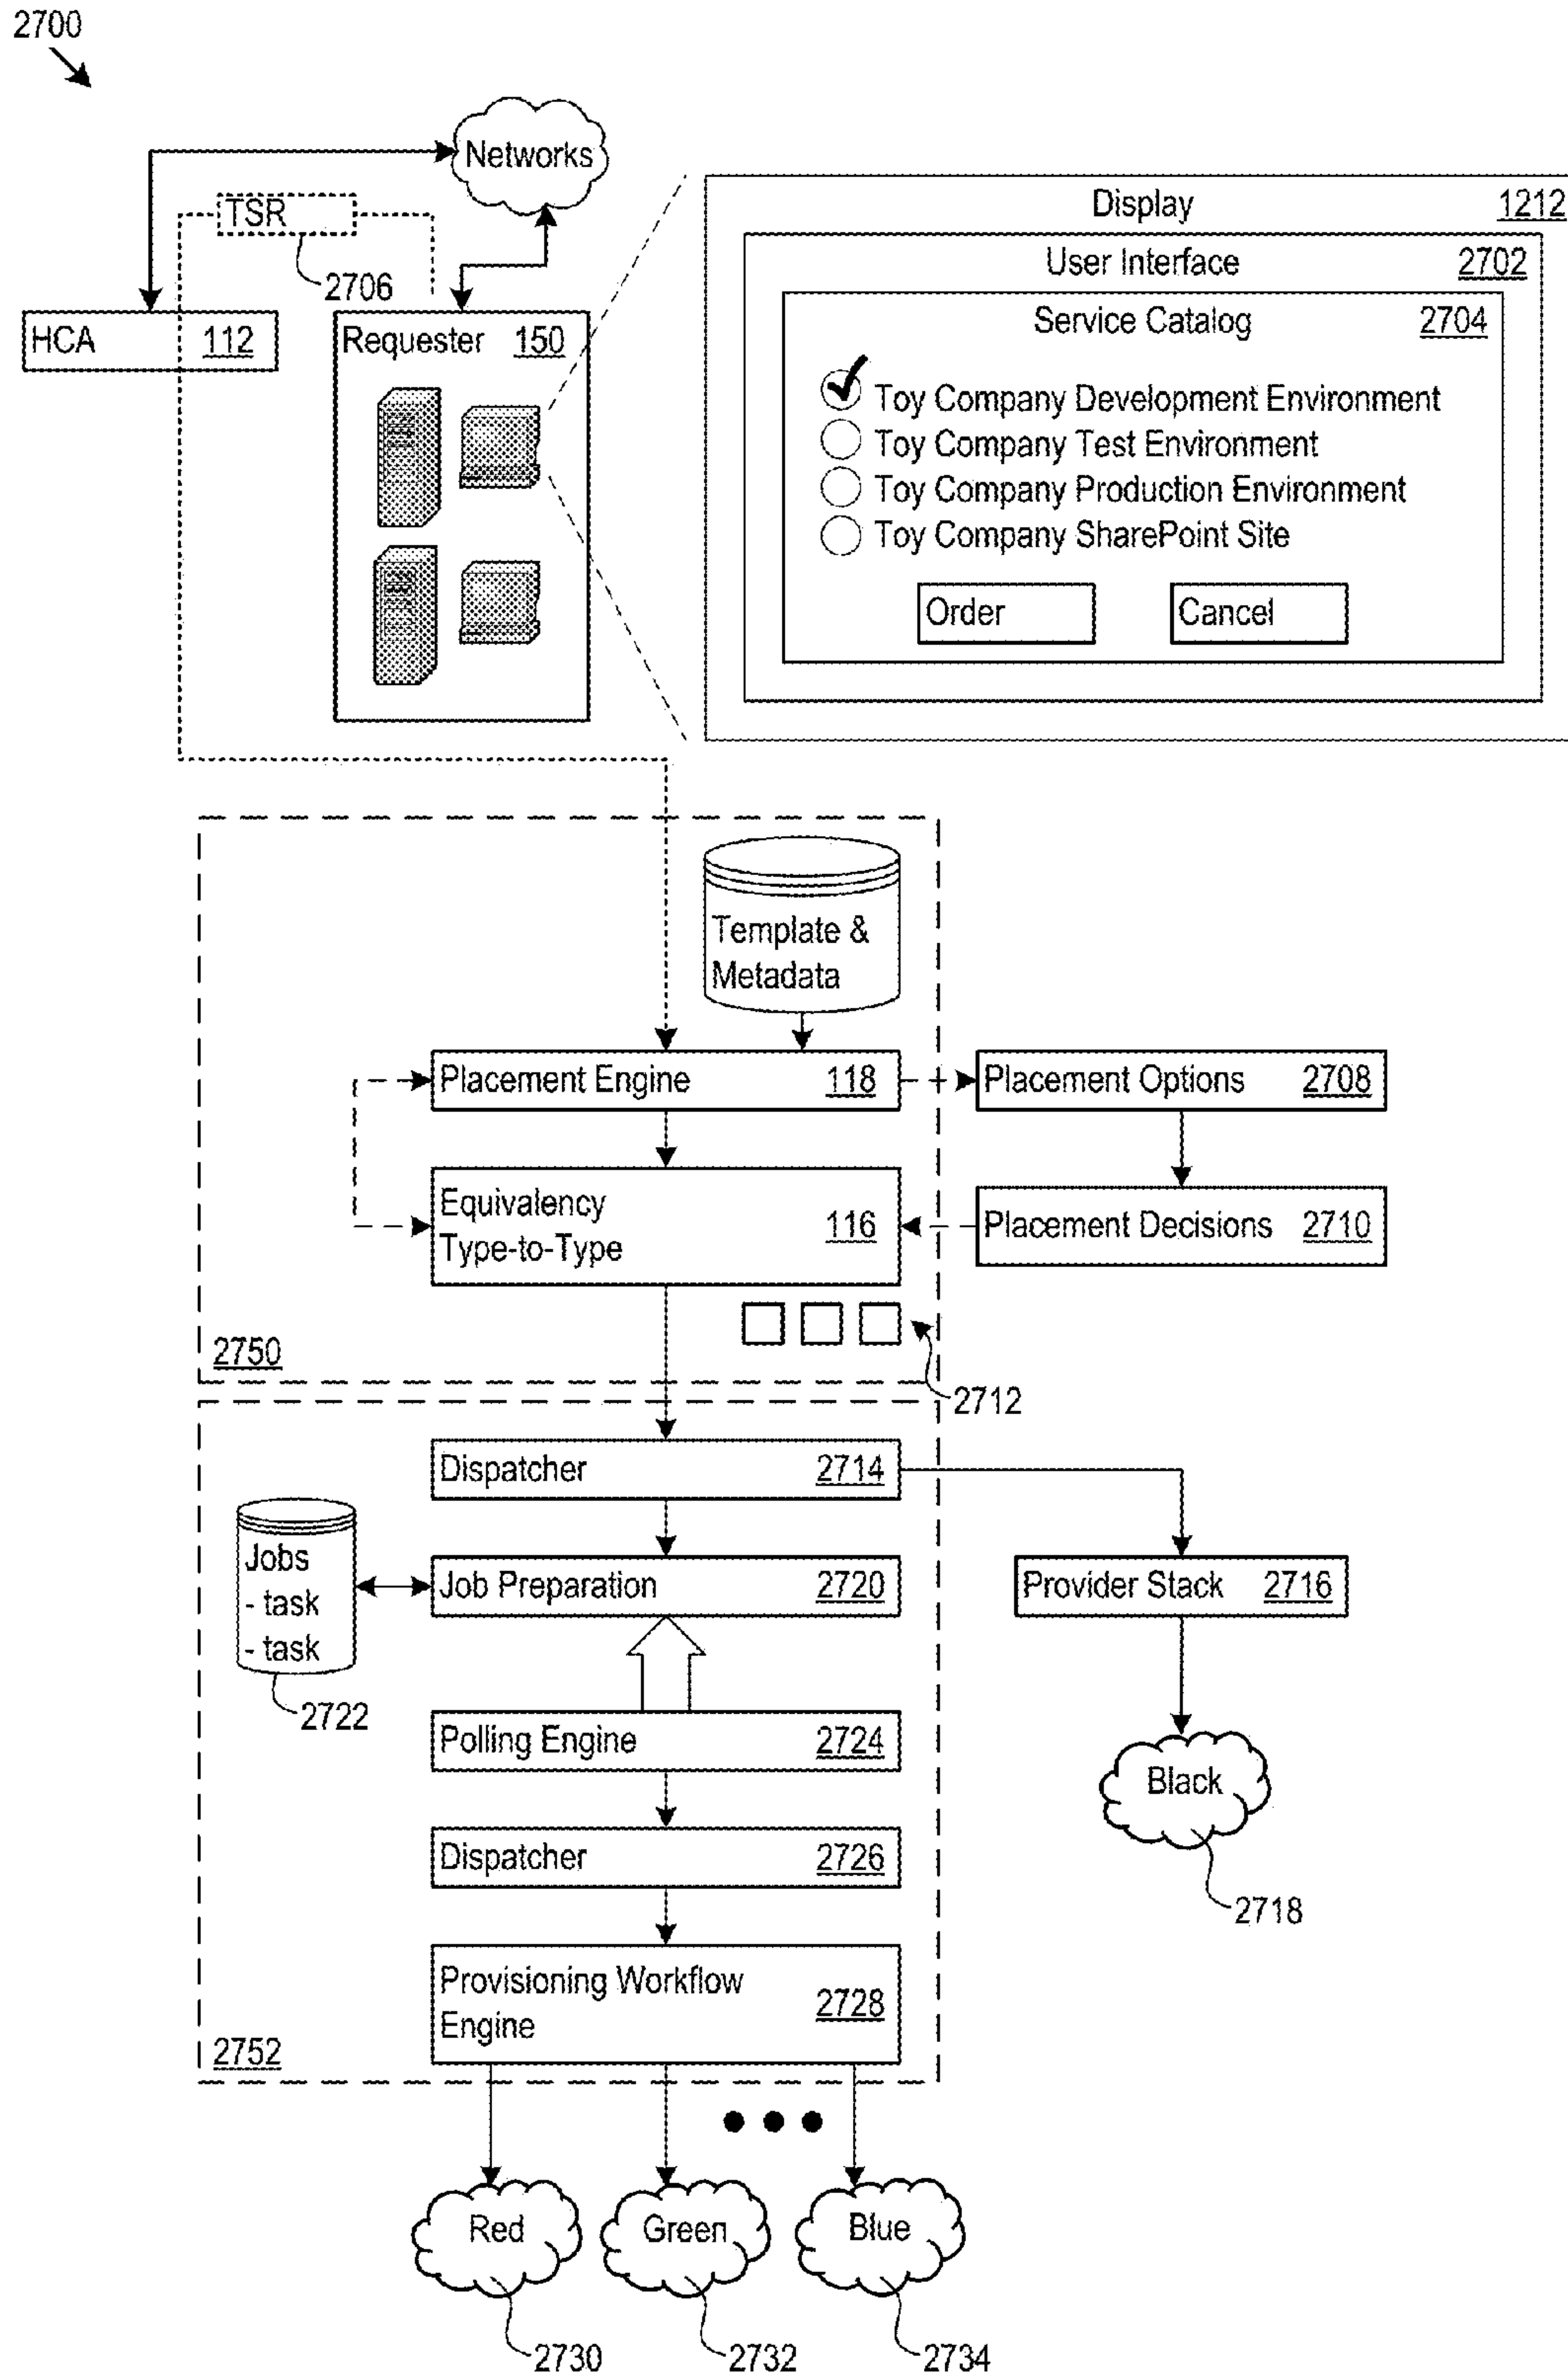 2700
Networks
TSR
2706
HCA 112
Requester 150
Display 1212
User Interface 2702
Service Catalog 2704
Toy Company Development Environment
Toy Company Test Environment
Toy Company Production Environment
Toy Company SharePoint Site
Order
Cancel
Template &
Metadata
Placement Engine 118
Placement Options 2708
Equivalency
Type-to-Type
116
Placement Decisions 2710
2750
2712
Dispatcher 2714
Jobs
- task
- task
2722
Job Preparation 2720
Provider Stack 2716
Polling Engine 2724
Black
2718
Dispatcher 2726
Provisioning Workflow
Engine
2728
2752
Red
Green
Blue
2730
2732
2734